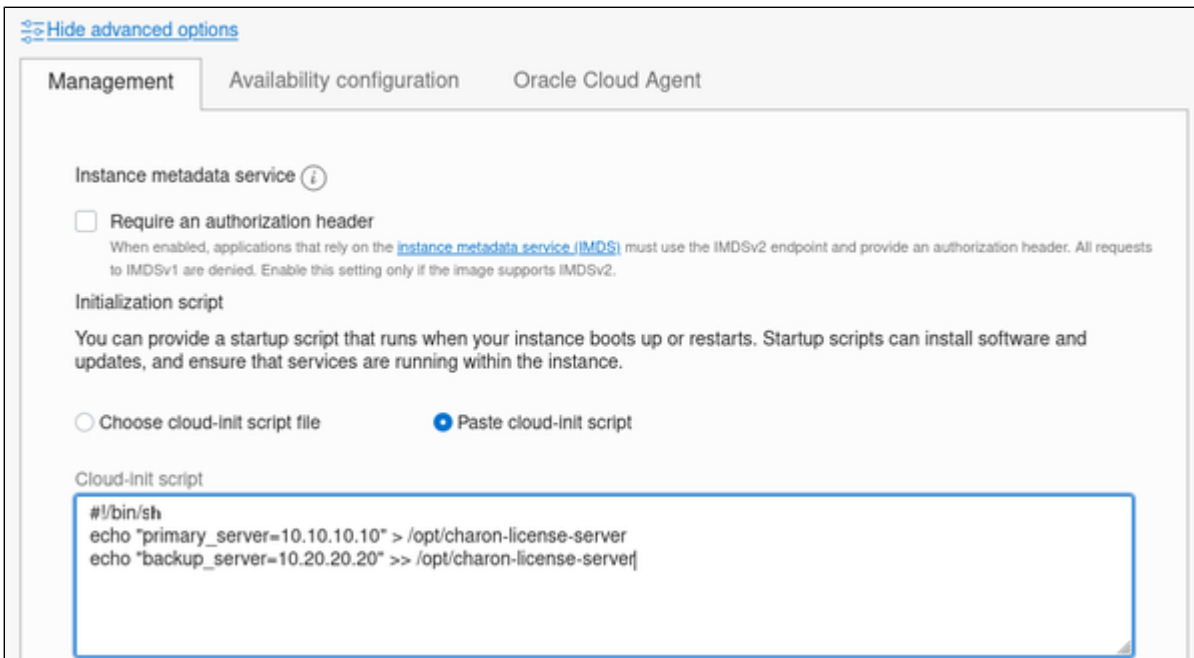 Hide advanced options
Management Availability configuration Oracle Cloud Agent
Instance metadata service i
Require an authorization header
When enabled, applications that rely on the instance metadata service (IMDS) must use the IMDSv2 endpoint and provide an authorization header. All requests
to IMDSv1 are denied. Enable this setting only if the image supports IMDSv2.
Initialization script
You can provide a startup script that runs when your instance boots up or restarts. Startup scripts can install software and
updates, and ensure that services are running within the instance.
Choose cloud-init script file Paste cloud-init script
Cloud-init script
#!/bin/sh
echo "primary_server=10.10.10.10" > /opt/charon-license-server
echo "backup_server=10.20.20.20" >> /opt/charon-license-server